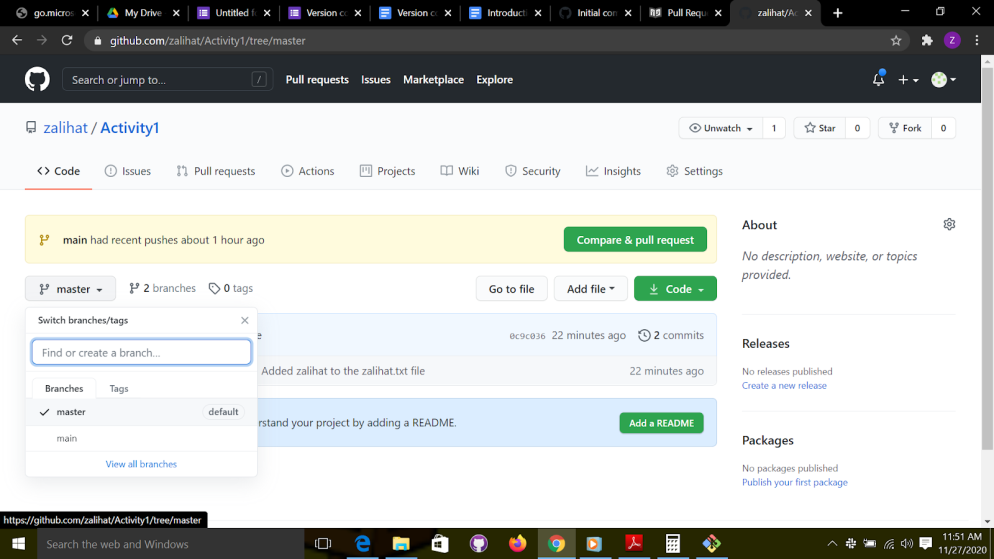 go.micros
My Drive
Untitled f
Version co
Version ce
Introducti
Initial con
Pull Requ
zalihat/Ac
github.com/zalihat/Activity1/tree/master
Z
Search or jump to...
/
Pull requests
Issues
Marketplace
Explore
zalihat / Activity1
Unwatch
1
Star
0
Fork
0
Code
Issues
Pull requests
Actions
Projects
Wiki
Security
Insights
Settings
main had recent pushes about 1 hour ago
Compare & pull request
About
No description, website, or topics
provided.
master
2 branches
0 tags
Go to file
Add file
Code
Switch branches/tags
Find or create a branch...
Branches
Tags
master
default
main
View all branches
e
0c9c036
22 minutes ago
2 commits
Added zalihat to the zalihat.txt file
22 minutes ago
rstand your project by adding a README.
Add a README
Releases
No releases published
Create a new release
Packages
No packages published
Publish your first package
https://github.com/zalihat/Activity1/tree/master
Search the web and Windows
11:51 AM
11/27/2020